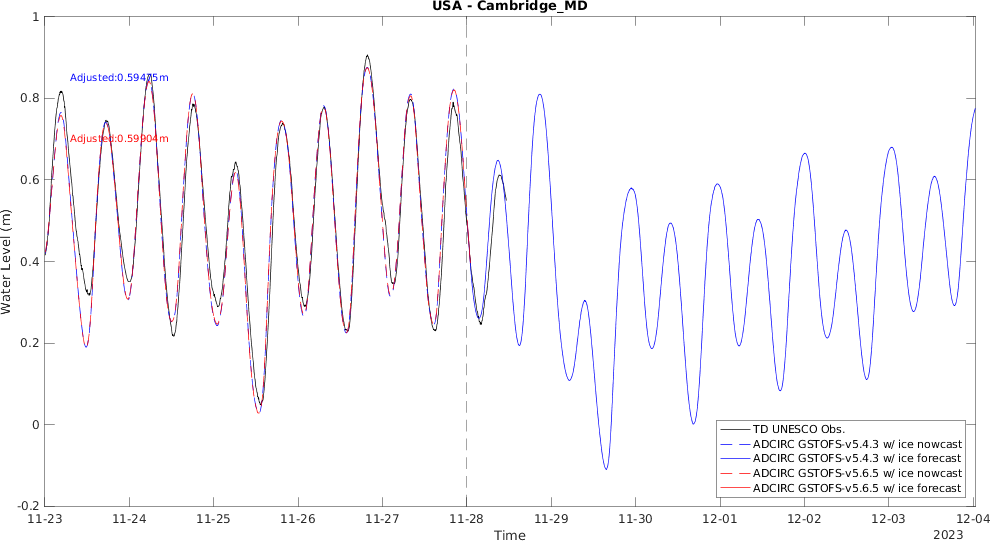 USA - Cambridge_MD
Water Level (m)
1
0.8
0.6
0.4
0.2
0
-0.2
Adjusted:0.59475m
Adjusted:0.59904m
TD UNESCO Obs.
ADCIRC GSTOFS-v5.4.3 w/ ice nowcast
ADCIRC GSTOFS-v5.4.3 w/ ice forecast
ADCIRC GSTOFS-v5.6.5 w/ ice nowcast
ADCIRC GSTOFS-v5.6.5 w/ ice forecast
11-23 11-24 11-25 11-26 11-27 11-28 11-29 11-30 12-01 12-02 12-03 12-04
Time
2023